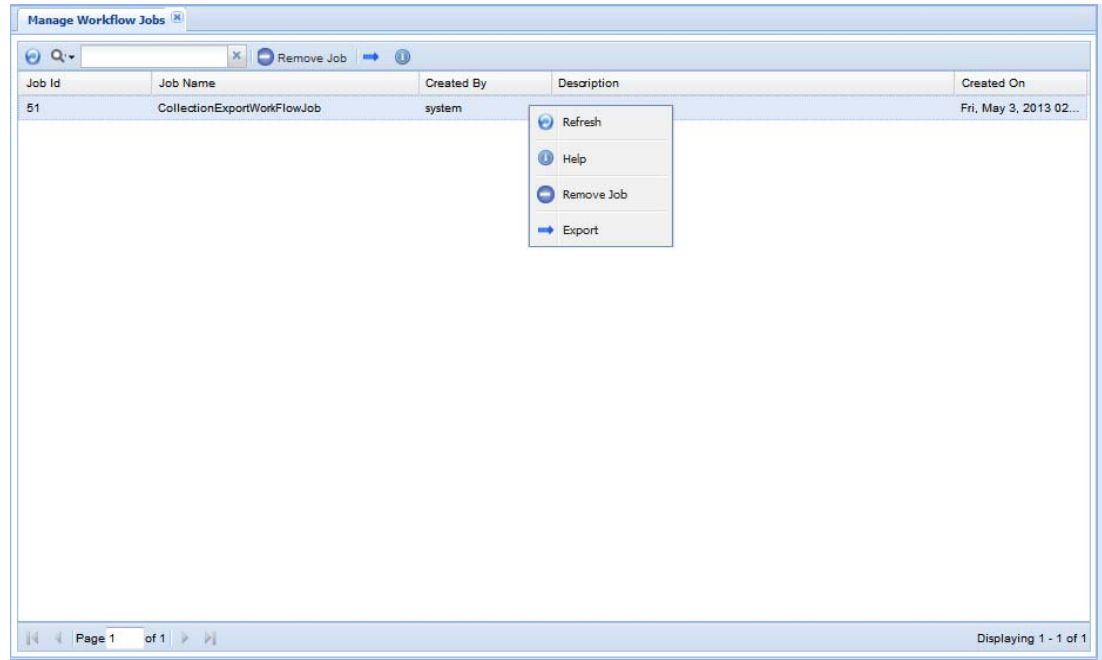 Manage Workflow Jobs
Remove Job
Job Id Job Name Created By Description Created On
51 CollectionExportWorkFlowJob system Fri, May 3, 2013 02...
Refresh
Help
Remove Job
Export
Page 1 of 1 Displaying 1 - 1 of 1